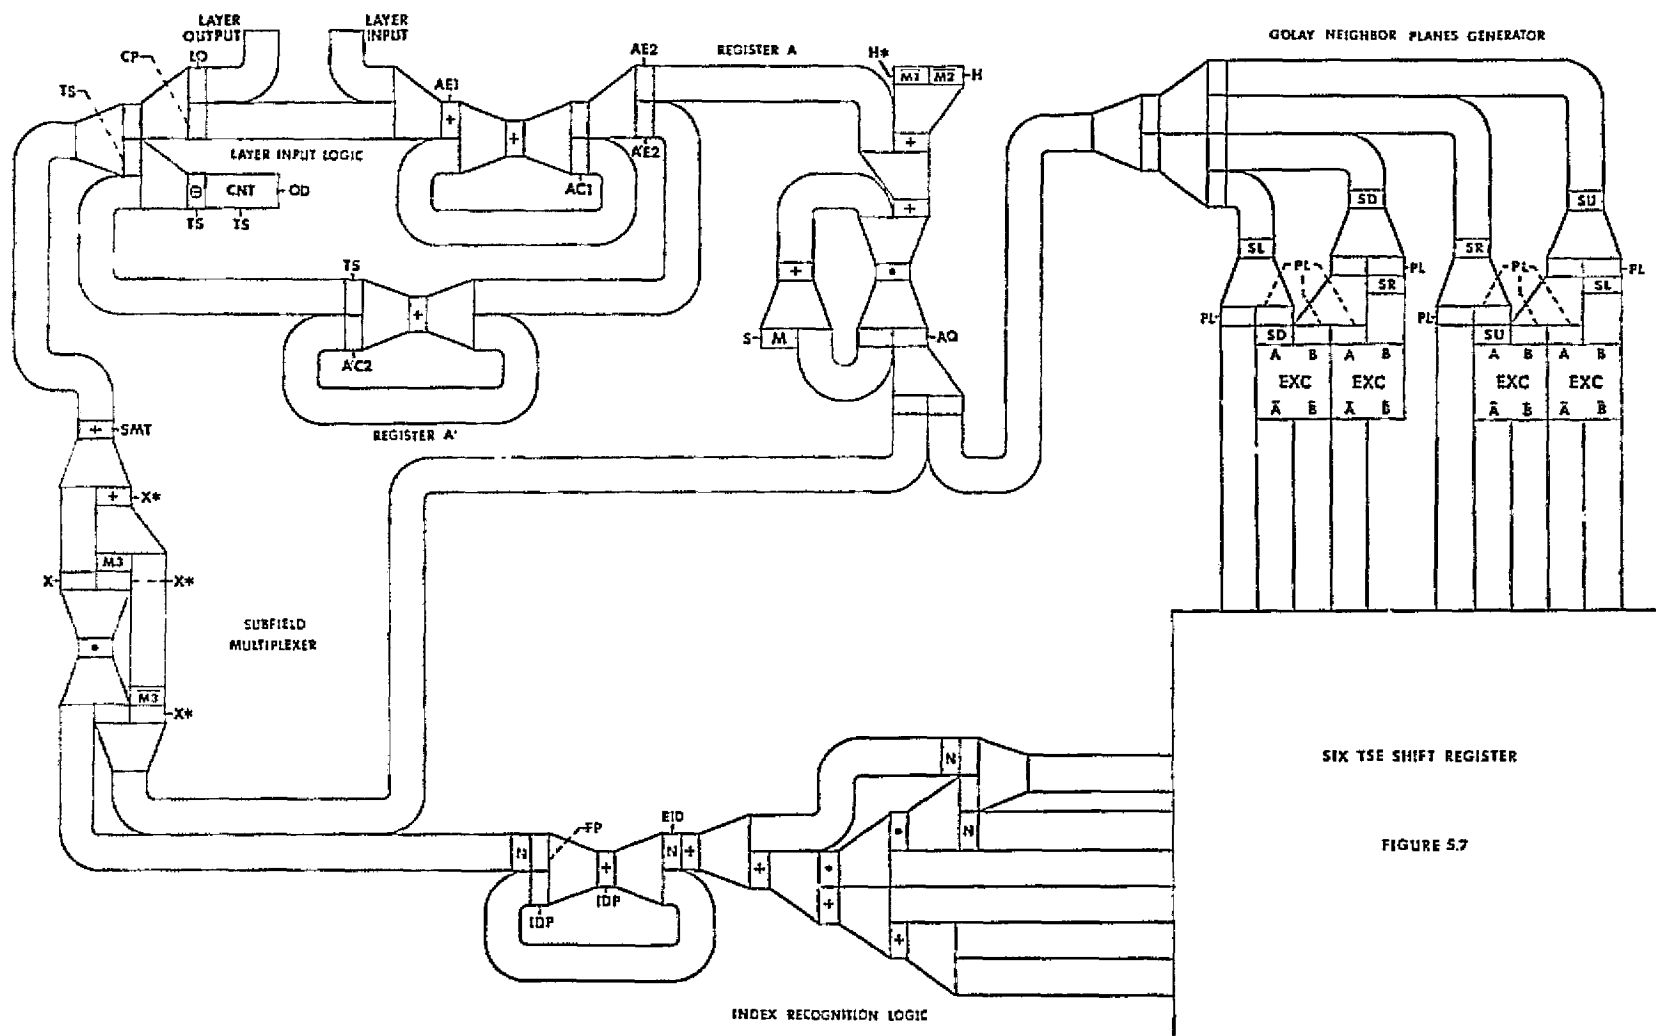 LAYER OUTPUT
LAYER INPUT
GOLAY NEIGHBOR PLANES GENERATOR
CP
LO
AE2
REGISTER A
H*
M1 M2
H
TS
AE1
+
+
+
LAYER INPUT LOGIC
A'E2
AC1
CNT
OD
TS
TS
+
SD
SU
SL
SR
TS
+
•
PL
PL
PL
PL
SR
SL
+
PL
PL
S
M
AQ
SD
SU
A'C2
A B A B
A B A B
EXC EXC
EXC EXC
A B A B
A B A B
REGISTER A'
+
SMT
+
X*
M3
X
X*
SUBFIELD
MULTIPLEXER
•
M3
X*
N
SIX TSE SHIFT REGISTER
FP
EID
•
N
N
+
N
+
+
•
FIGURE 5.7
IDP
IDP
+
+
INDEX RECOGNITION LOGIC